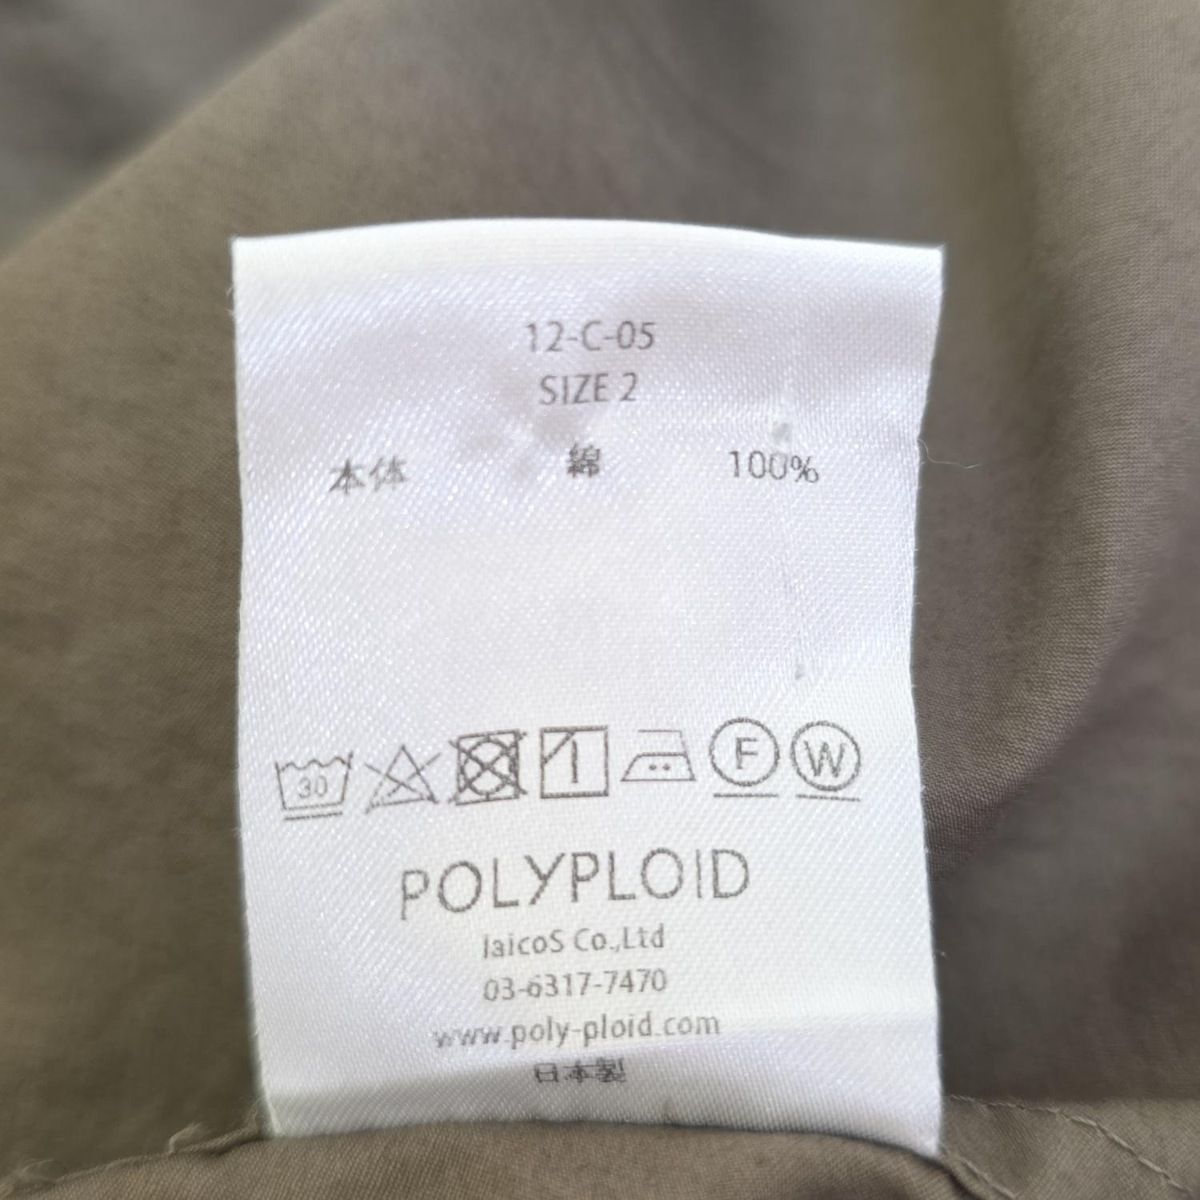 12-C-05
SIZE 2
本体 綿 100%
30
F W
POLYPLOID
JaicoS Co.,Ltd
03-6317-7470
www.poly-ploid.com
日本製